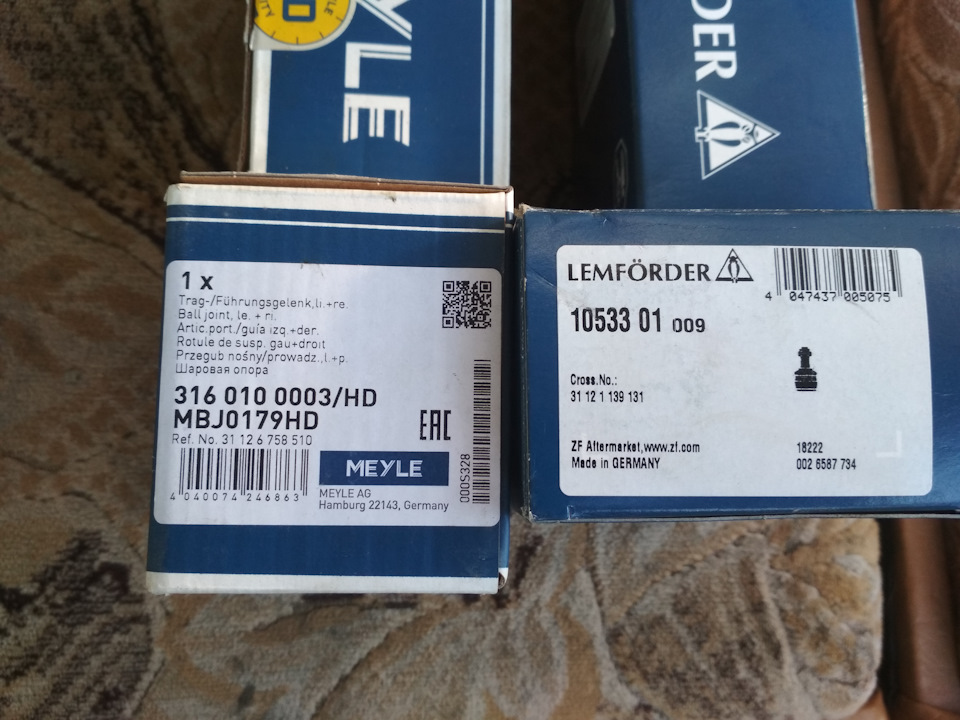 MEYLE
1 x
Trag-/Führungsgelenk,li.+re.
Ball joint, le. + ri.
Artic.port./guía izq.+der.
Rotule de susp. gau+droit
Przegub nośny/prowadz.,l.+p.
Шаровая опора
316 010 0003/HD
MBJ0179HD
Ref. No. 31 12 6 758 510
EAC
4 040074 246863
MEYLE
MEYLE AG
Hamburg 22143, Germany
000S328
DER
LEMFÖRDER
4 047437 005075
10533 01 009
Cross.No.:
31 12 1 139 131
ZF Aftermarket,www.zf.com
Made in GERMANY
18222
002 6587 734